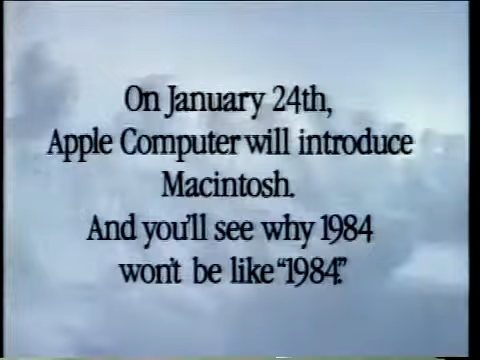 On January 24th,
Apple Computer will introduce
Macintosh.
And you'll see why 1984
won't be like "1984."